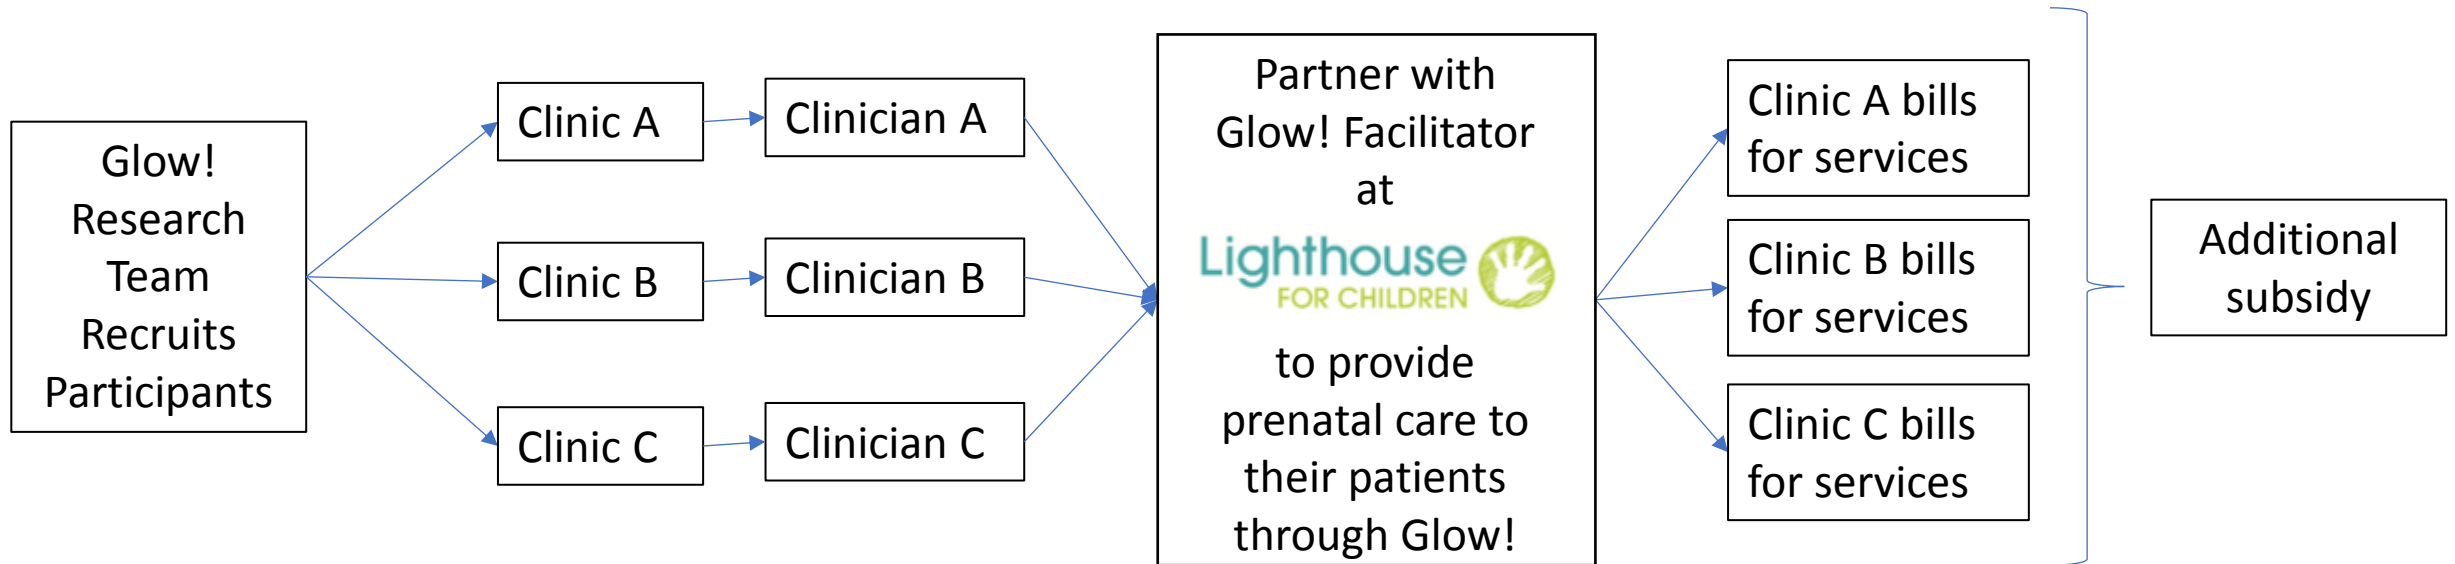 Glow!
Research
Team
Recruits
Participants
Clinic A
Clinician A
Clinic B
Clinician B
Clinic C
Clinician C
Partner with
Glow! Facilitator
at
Lighthouse
FOR CHILDREN
to provide
prenatal care to
their patients
through Glow!
Clinic A bills
for services
Clinic B bills
for services
Clinic C bills
for services
Additional
subsidy